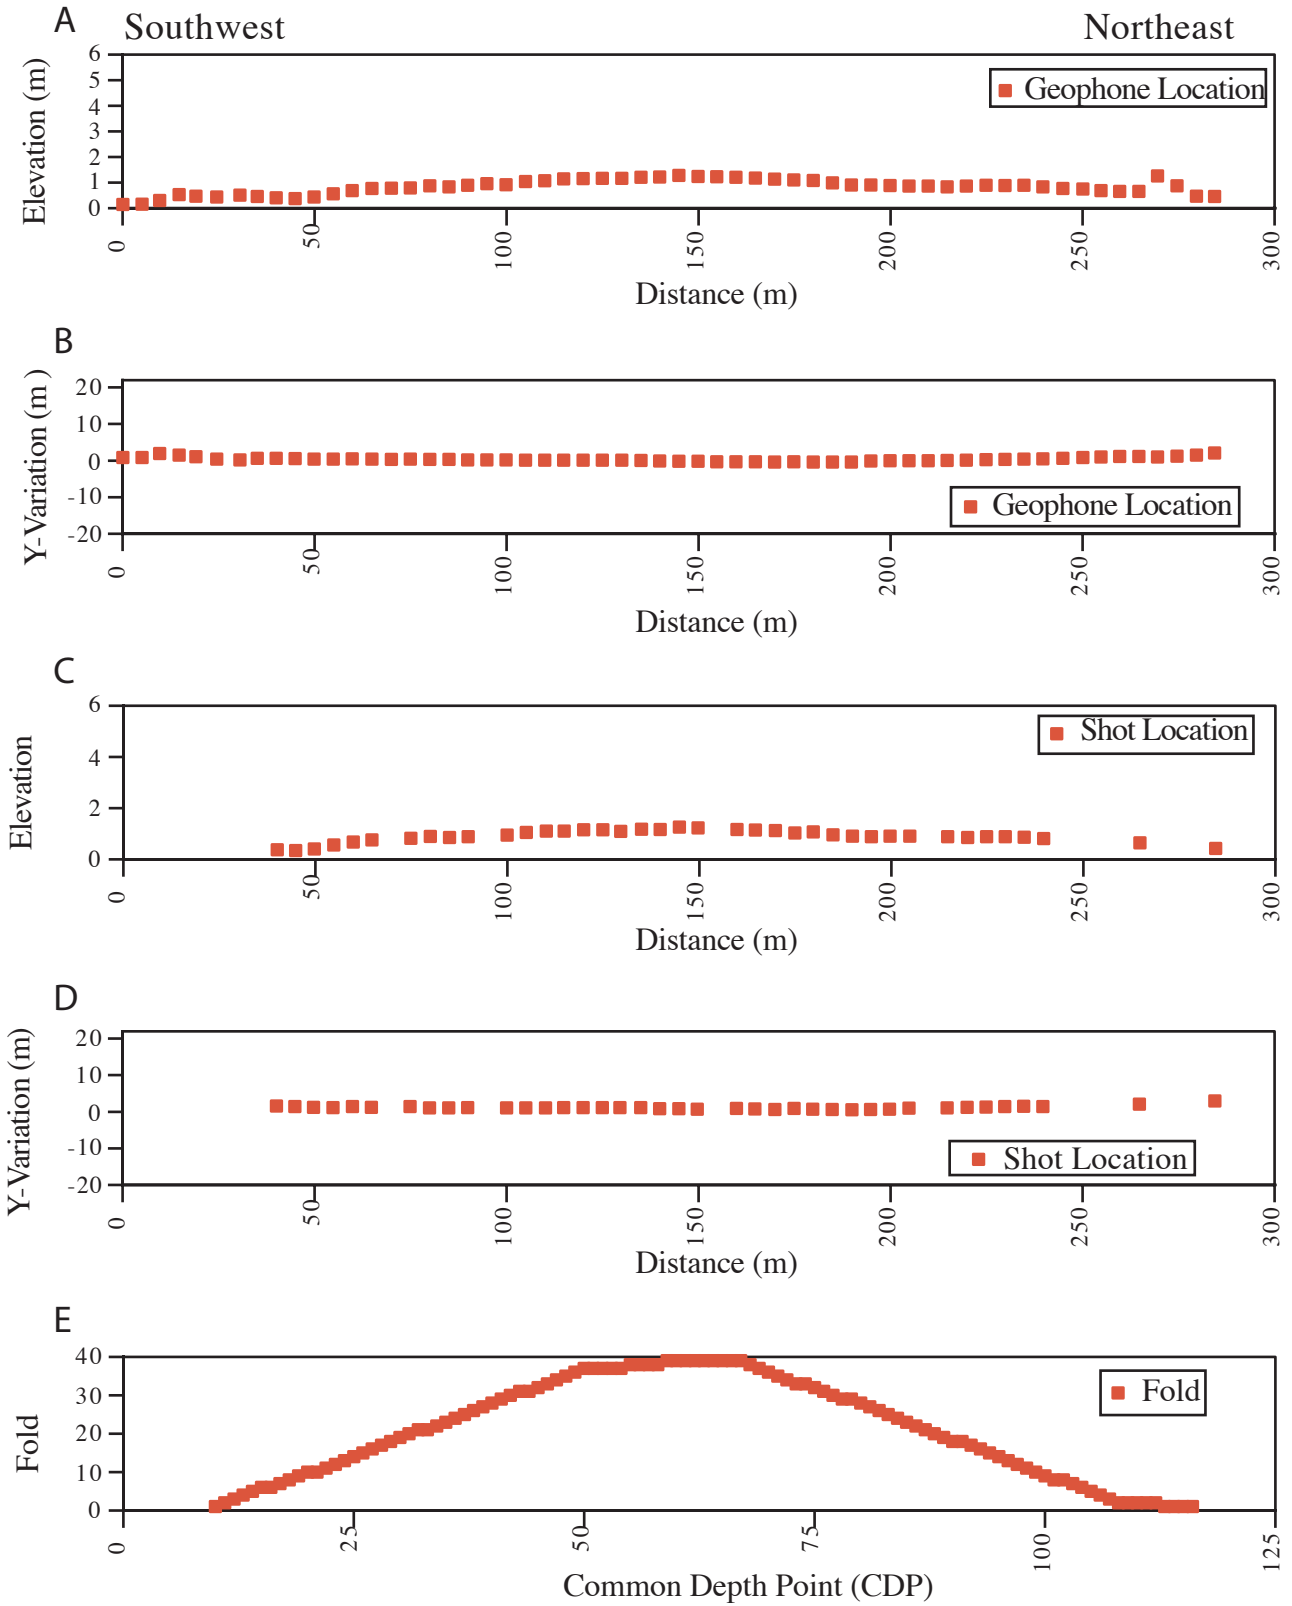 A
Southwest
Northeast
Elevation (m)
6
5
4
3
2
1
0
Geophone Location
0
50
100
150
200
250
300
Distance (m)
B
Y-Variation (m )
20
10
0
-10
-20
Geophone Location
0
50
100
150
200
250
300
Distance (m)
C
Elevation
6
4
2
0
Shot Location
0
50
100
150
200
250
300
Distance (m)
D
Y-Variation (m)
20
10
0
-10
-20
Shot Location
0
50
100
150
200
250
300
Distance (m)
E
Fold
40
30
20
10
0
Fold
0
25
50
75
100
125
Common Depth Point (CDP)